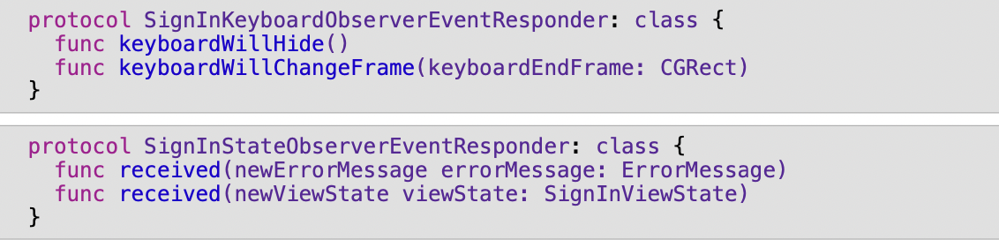 protocol SignInKeyboardObserverEventResponder: class {
  func keyboardWillHide()
  func keyboardWillChangeFrame(keyboardEndFrame: CGRect)
}
protocol SignInStateObserverEventResponder: class {
  func received(newErrorMessage errorMessage: ErrorMessage)
  func received(newViewState viewState: SignInViewState)
}